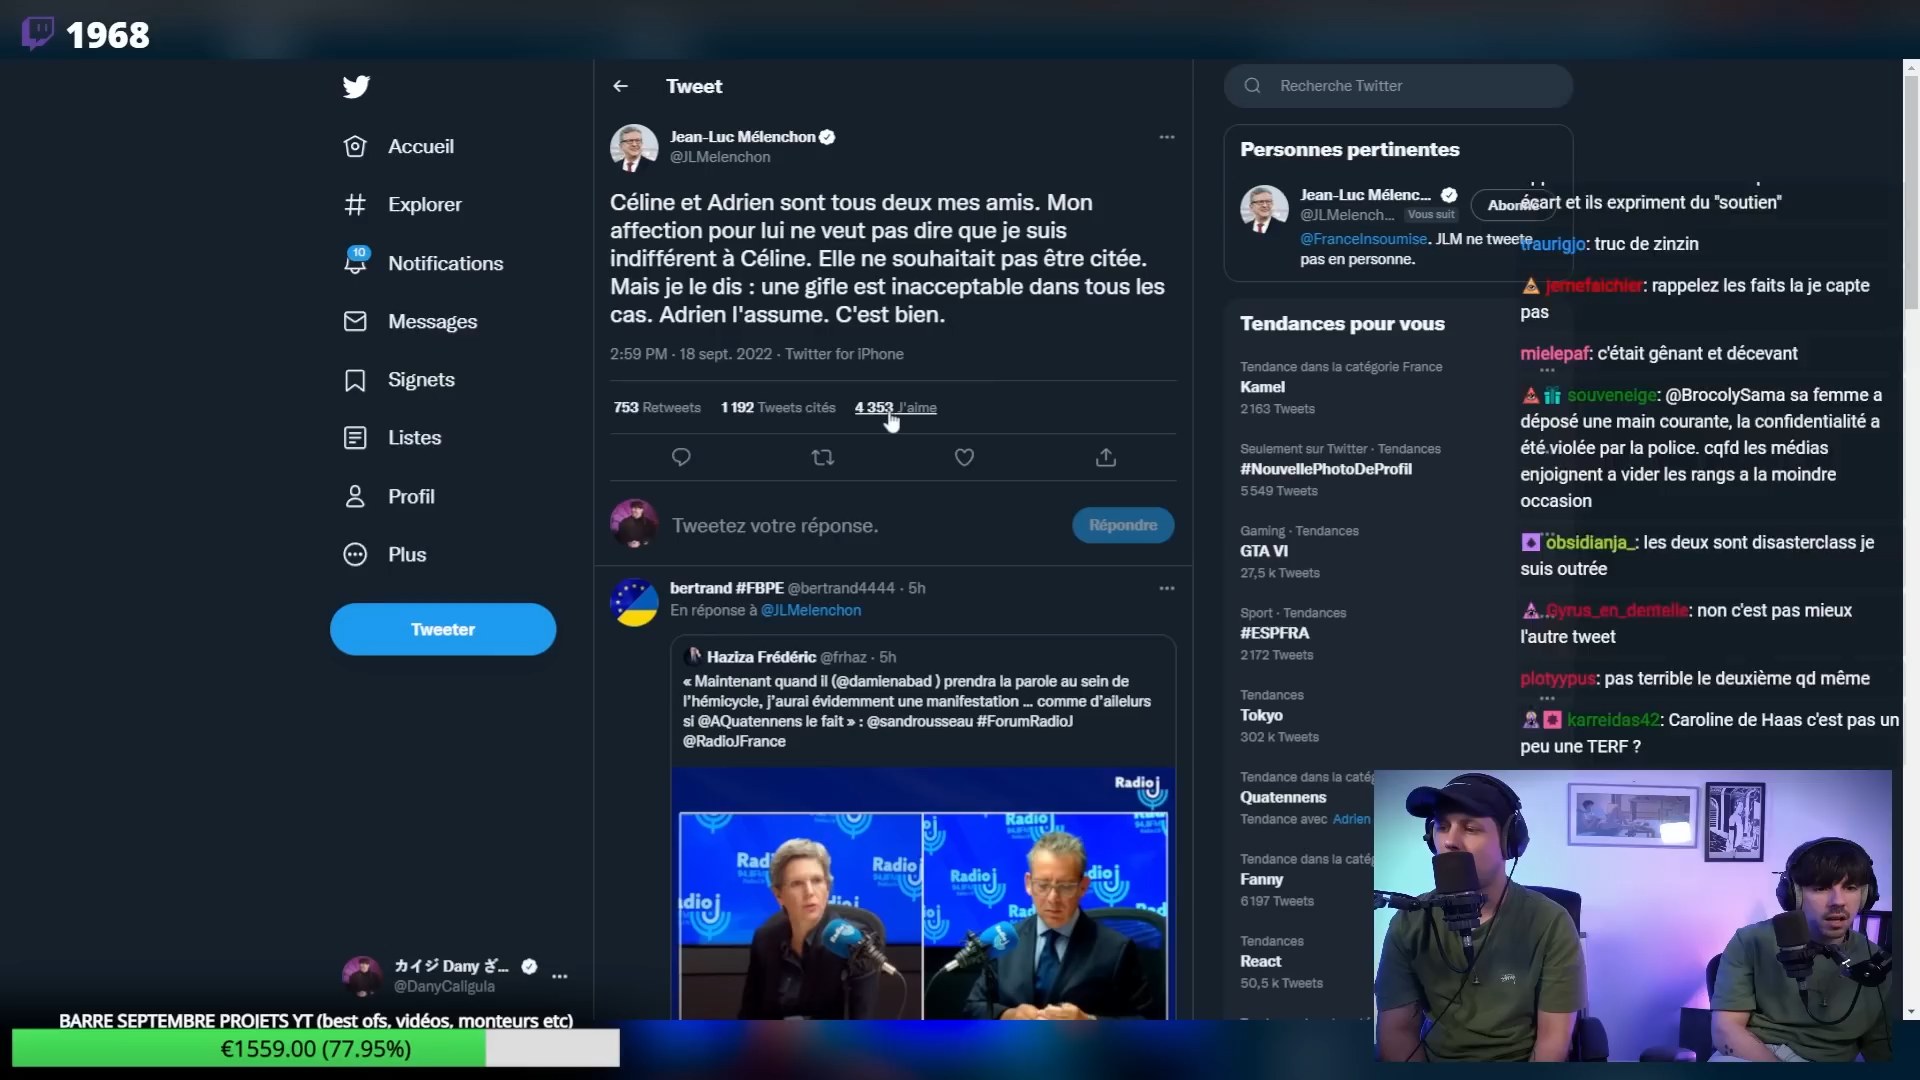 1968
Accueil
Explorer
10
Notifications
Messages
Signets
Listes
Profil
Plus
Tweeter
カイジ Dany ざ...
@DanyCaligula
BARRE SEPTEMBRE PROJETS YT (best ofs, vidéos, monteurs etc)
€1559.00 (77.95%)
Tweet
Jean-Luc Mélenchon
@JLMelenchon
Céline et Adrien sont tous deux mes amis. Mon
affection pour lui ne veut pas dire que je suis
indifférent à Céline. Elle ne souhaitait pas être citée.
Mais je le dis : une gifle est inacceptable dans tous les
cas. Adrien l'assume. C'est bien.
2:59 PM · 18 sept. 2022 · Twitter for iPhone
753 Retweets 1 192 Tweets cités 4 353 J'aime
Tweetez votre réponse.
Répondre
bertrand #FBPE @bertrand4444 · 5h
En réponse à @JLMelenchon
Haziza Frédéric @frhaz · 5h
« Maintenant quand il (@damienabad ) prendra la parole au sein de
l'hémicycle, j'aurai évidemment une manifestation ... comme d'ailelurs
si @AQuatennens le fait » : @sandrousseau #ForumRadioJ
@RadioJFrance
Radioj
Recherche Twitter
Personnes pertinentes
Jean-Luc Mélenc...
@JLMelench... Vous suit
@FranceInsoumise. JLM ne tweete
pas en personne.
Tendances pour vous
Tendance dans la catégorie France
Kamel
2 163 Tweets
Seulement sur Twitter · Tendances
#NouvellePhotoDeProfil
5 549 Tweets
Gaming · Tendances
GTA VI
27,5 k Tweets
Sport · Tendances
#ESPFRA
2 172 Tweets
Tendances
Tokyo
302 k Tweets
Tendance dans la caté
Quatennens
Tendance avec Adrien
Tendance dans la caté
Fanny
6 197 Tweets
Tendances
React
50,5 k Tweets
écart et ils expriment du "soutien"
traurigjo: truc de zinzin
jemefaichier: rappelez les faits la je capte
pas
mielepaf: c'était gênant et décevant
souveneige: @BrocolySama sa femme a
déposé une main courante, la confidentialité a
été violée par la police. cqfd les médias
enjoignent a vider les rangs a la moindre
occasion
obsidianja_: les deux sont disasterclass je
suis outrée
Gyrus_en_dentelle: non c'est pas mieux
l'autre tweet
plotyypus: pas terrible le deuxième qd même
karreidas42: Caroline de Haas c'est pas un
peu une TERF ?